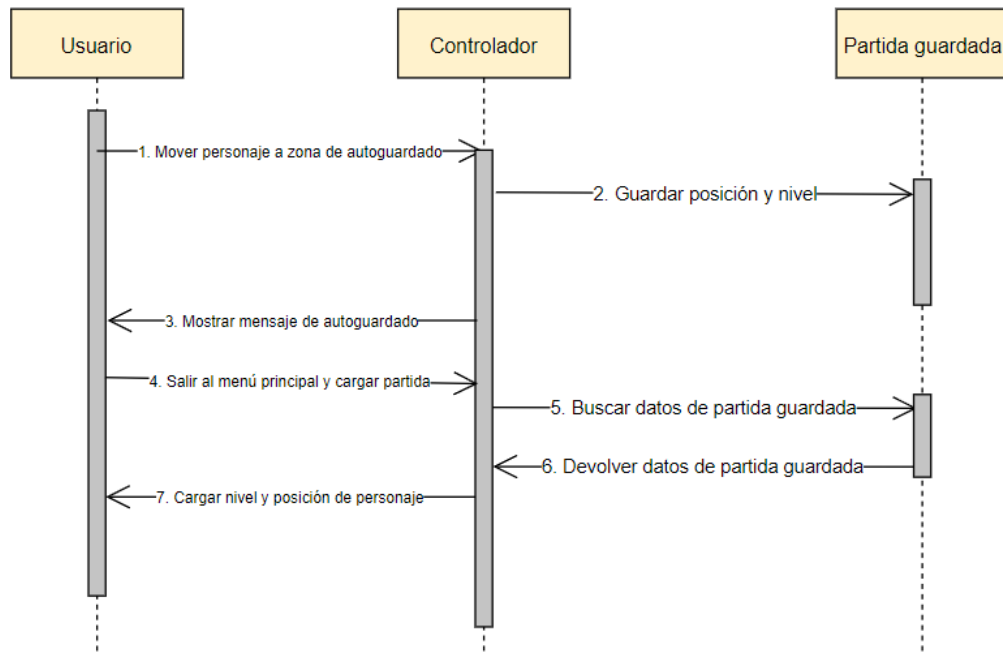 Usuario
Controlador
Partida guardada
1. Mover personaje a zona de autoguardado
2. Guardar posición y nivel
3. Mostrar mensaje de autoguardado
4. Salir al menú principal y cargar partida
5. Buscar datos de partida guardada
6. Devolver datos de partida guardada
7. Cargar nivel y posición de personaje